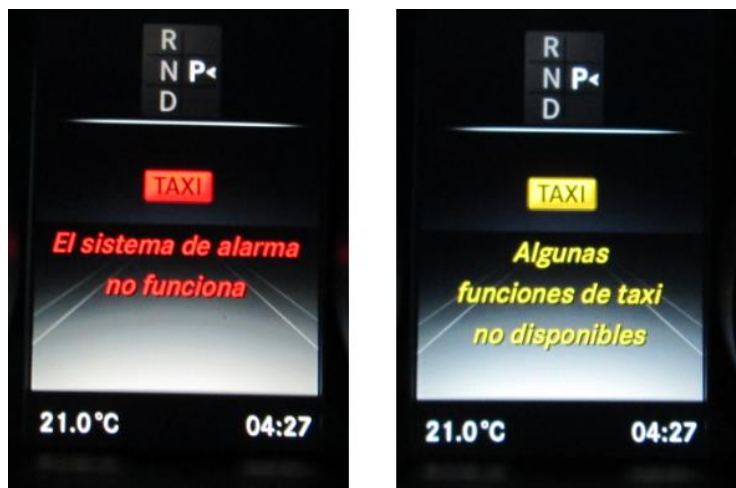 R
N P<
D
TAXI
El sistema de alarma
no funciona
21.0°C 04:27
R
N P<
D
TAXI
Algunas
funciones de taxi
no disponibles
21.0°C 04:27